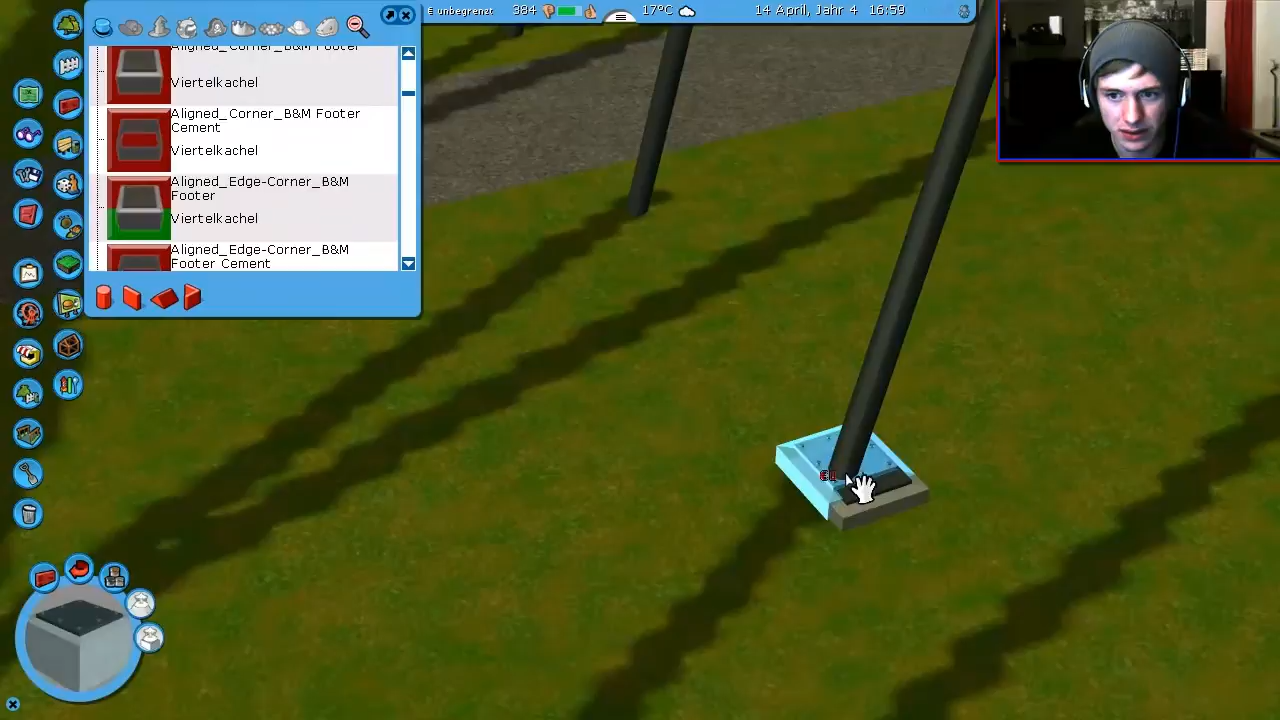 € unbegrenzt 384 17°C 14 April, Jahr 4 16:59
Aligned_Corner_B&M Footer
Viertelkachel
Aligned_Corner_B&M Footer
Cement
Viertelkachel
Aligned_Edge-Corner_B&M
Footer
Viertelkachel
Aligned_Edge-Corner_B&M
Footer Cement